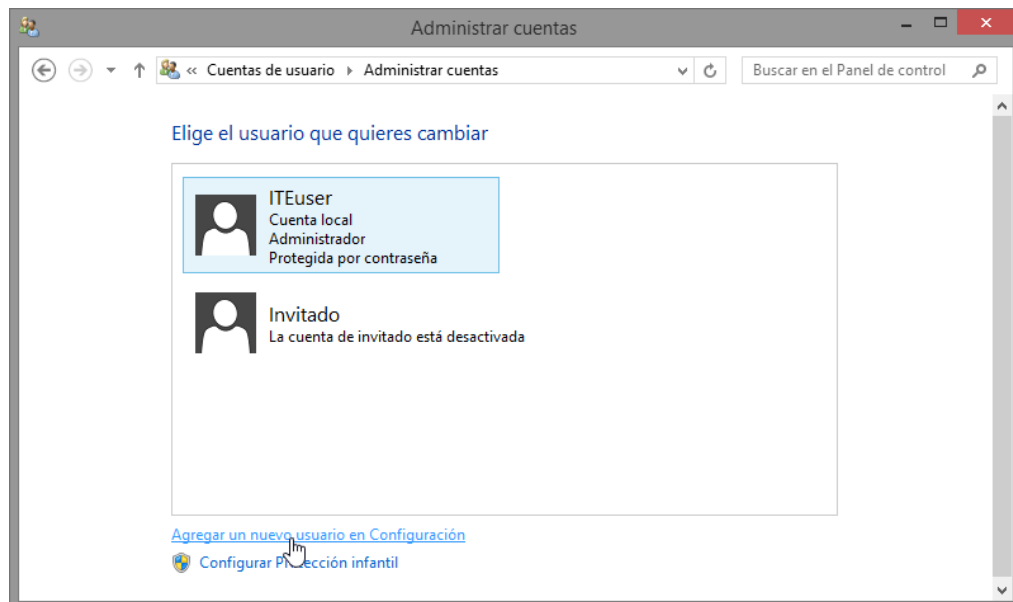 Administrar cuentas
« Cuentas de usuario Administrar cuentas
Buscar en el Panel de control
Elige el usuario que quieres cambiar
ITEuser
Cuenta local
Administrador
Protegida por contraseña
Invitado
La cuenta de invitado está desactivada
Agregar un nuevo usuario en Configuración
Configurar Protección infantil